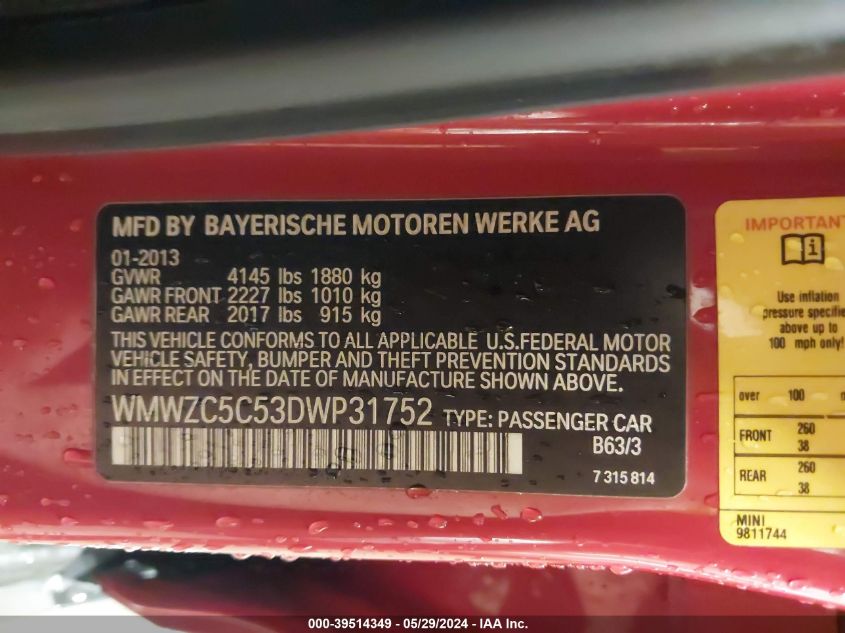 MFD BY BAYERISCHE MOTOREN WERKE AG
01-2013
GVWR 4145 lbs 1880 kg
GAWR FRONT 2227 lbs 1010 kg
GAWR REAR 2017 lbs 915 kg
THIS VEHICLE CONFORMS TO ALL APPLICABLE U.S.FEDERAL MOTOR
VEHICLE SAFETY, BUMPER AND THEFT PREVENTION STANDARDS
IN EFFECT ON THE DATE OF MANUFACTURE SHOWN ABOVE.
WMWZC5C53DWP31752 TYPE: PASSENGER CAR
B63/3
7 315 814
IMPORTANT
Use inflation
pressure specifie
above up to
100 mph only!
over 100
FRONT 260
38
REAR 260
38
MINI
9811744
000-39514349 - 05/29/2024 - IAA Inc.